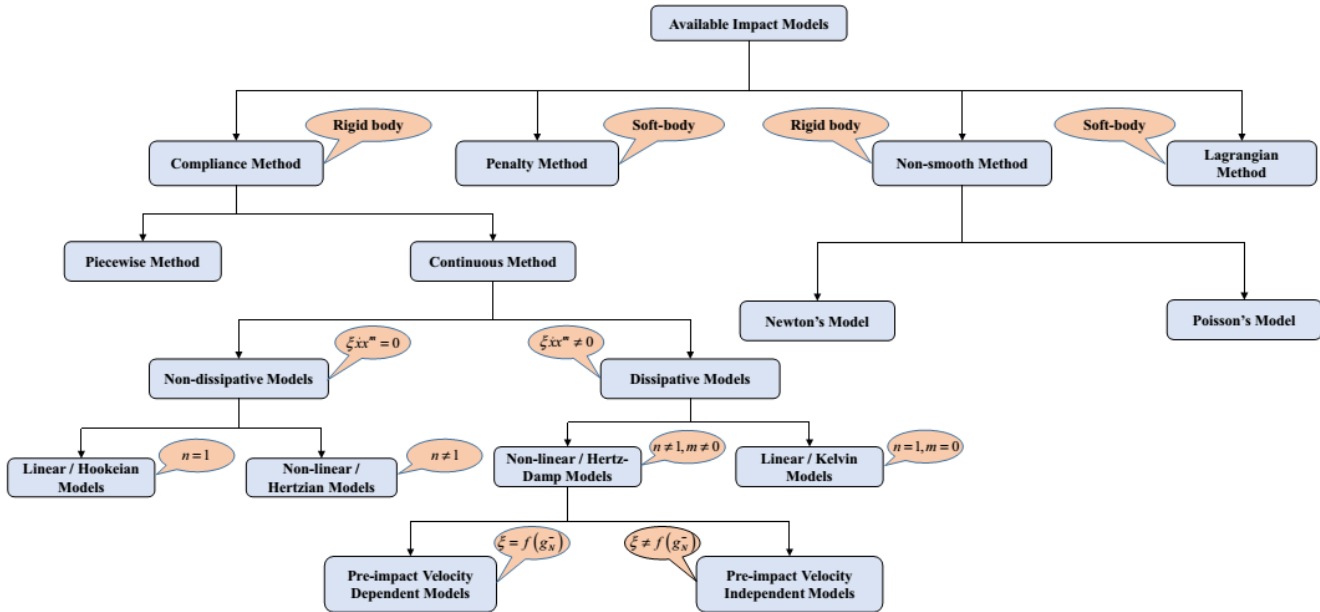 Available Impact Models
Rigid body
Soft-body
Rigid body
Soft-body
Compliance Method
Penalty Method
Non-smooth Method
Lagrangian
Method
Piecewise Method
Continuous Method
Newton's Model
Poisson's Model
ξẋxᵐ = 0
ξẋxᵐ ≠ 0
Non-dissipative Models
Dissipative Models
n = 1
n ≠ 1
n ≠ 1, m ≠ 0
n = 1, m = 0
Linear / Hookeian
Models
Non-linear /
Hertzian Models
Non-linear / Hertz-
Damp Models
Linear / Kelvin
Models
ξ = f(g_N⁻)
ξ ≠ f(g_N⁻)
Pre-impact Velocity
Dependent Models
Pre-impact Velocity
Independent Models